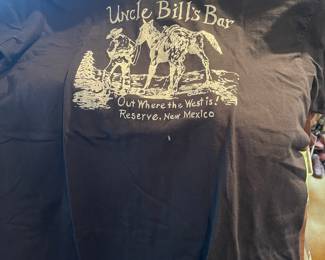 Uncle Bill's Bar
Out Where the West is!
Reserve, New Mexico